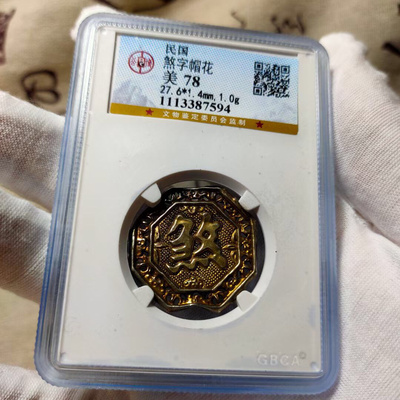 民国
煞字帽花
美 78
27.6*1.4mm,1.0g
1113387594
★ 文物鉴定委员会监制 ★
煞
GBCA